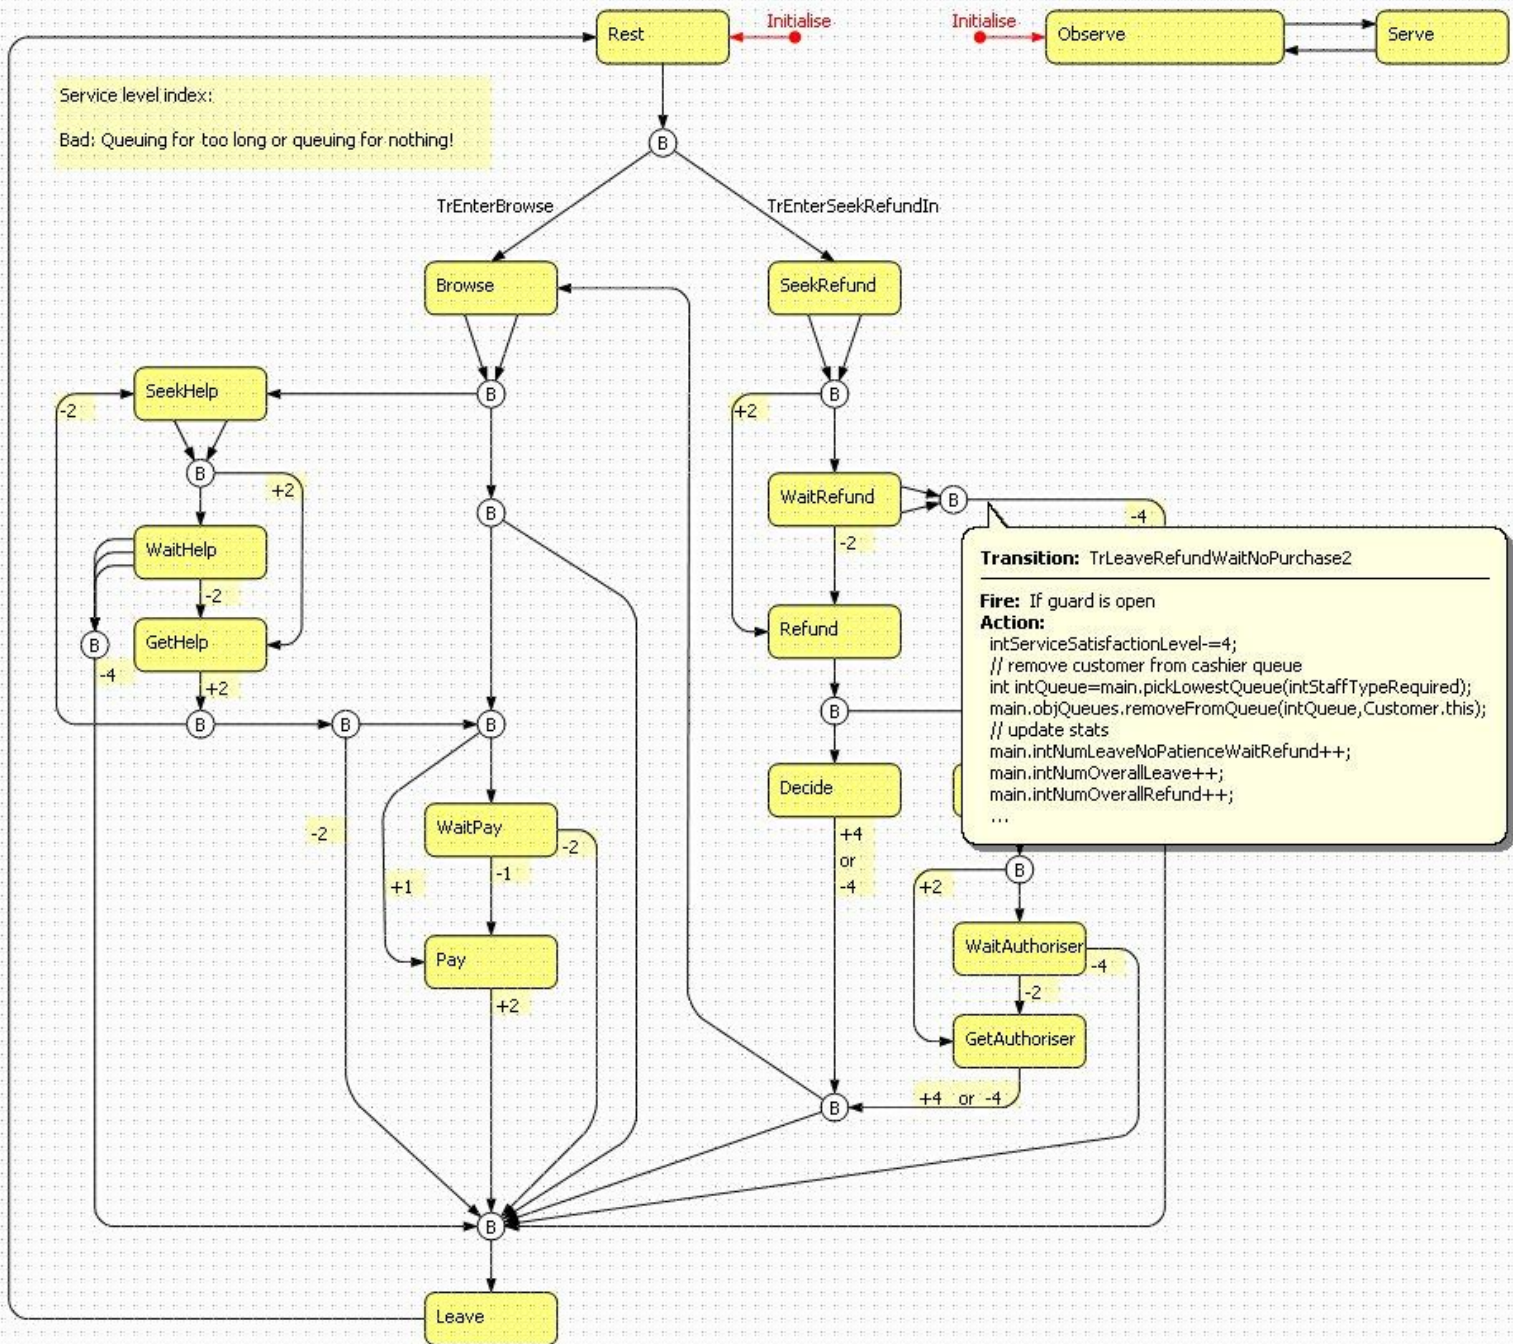 Initialise
Initialise
Rest
Observe
Serve
Service level index:
Bad: Queuing for too long or queuing for nothing!
B
TrEnterBrowse
TrEnterSeekRefundIn
Browse
SeekRefund
SeekHelp
B
B
-2
+2
B
+2
WaitRefund
B
B
-4
WaitHelp
-2
Transition: TrLeaveRefundWaitNoPurchase2
-2
Fire: If guard is open
Action:
intServiceSatisfactionLevel-=4;
// remove customer from cashier queue
int intQueue=main.pickLowestQueue(intStaffTypeRequired);
main.objQueues.removeFromQueue(intQueue,Customer.this);
// update stats
main.intNumLeaveNoPatienceWaitRefund++;
main.intNumOverallLeave++;
main.intNumOverallRefund++;
...
GetHelp
Refund
B
-4
+2
B
B
B
B
Decide
WaitPay
-2
-2
+4
or
-4
-1
+1
B
+2
WaitAuthoriser
-4
Pay
-2
+2
GetAuthoriser
+4 or -4
B
B
Leave